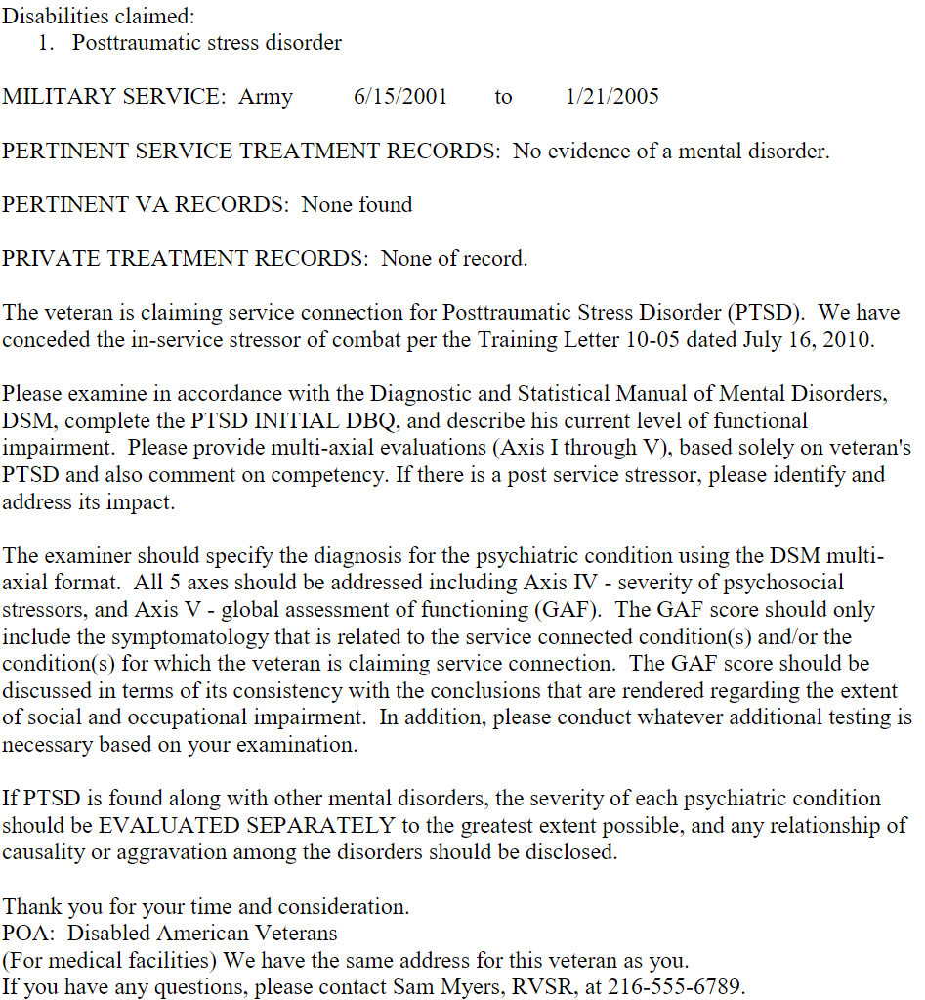 Disabilities claimed:
1. Posttraumatic stress disorder
MILITARY SERVICE: Army 6/15/2001 to 1/21/2005
PERTINENT SERVICE TREATMENT RECORDS: No evidence of a mental disorder.
PERTINENT VA RECORDS: None found
PRIVATE TREATMENT RECORDS: None of record.
The veteran is claiming service connection for Posttraumatic Stress Disorder (PTSD). We have
conceded the in-service stressor of combat per the Training Letter 10-05 dated July 16, 2010.
Please examine in accordance with the Diagnostic and Statistical Manual of Mental Disorders,
DSM, complete the PTSD INITIAL DBQ, and describe his current level of functional
impairment. Please provide multi-axial evaluations (Axis I through V), based solely on veteran's
PTSD and also comment on competency. If there is a post service stressor, please identify and
address its impact.
The examiner should specify the diagnosis for the psychiatric condition using the DSM multi-
axial format. All 5 axes should be addressed including Axis IV - severity of psychosocial
stressors, and Axis V - global assessment of functioning (GAF). The GAF score should only
include the symptomatology that is related to the service connected condition(s) and/or the
condition(s) for which the veteran is claiming service connection. The GAF score should be
discussed in terms of its consistency with the conclusions that are rendered regarding the extent
of social and occupational impairment. In addition, please conduct whatever additional testing is
necessary based on your examination.
If PTSD is found along with other mental disorders, the severity of each psychiatric condition
should be EVALUATED SEPARATELY to the greatest extent possible, and any relationship of
causality or aggravation among the disorders should be disclosed.
Thank you for your time and consideration.
POA: Disabled American Veterans
(For medical facilities) We have the same address for this veteran as you.
If you have any questions, please contact Sam Myers, RVSR, at 216-555-6789.